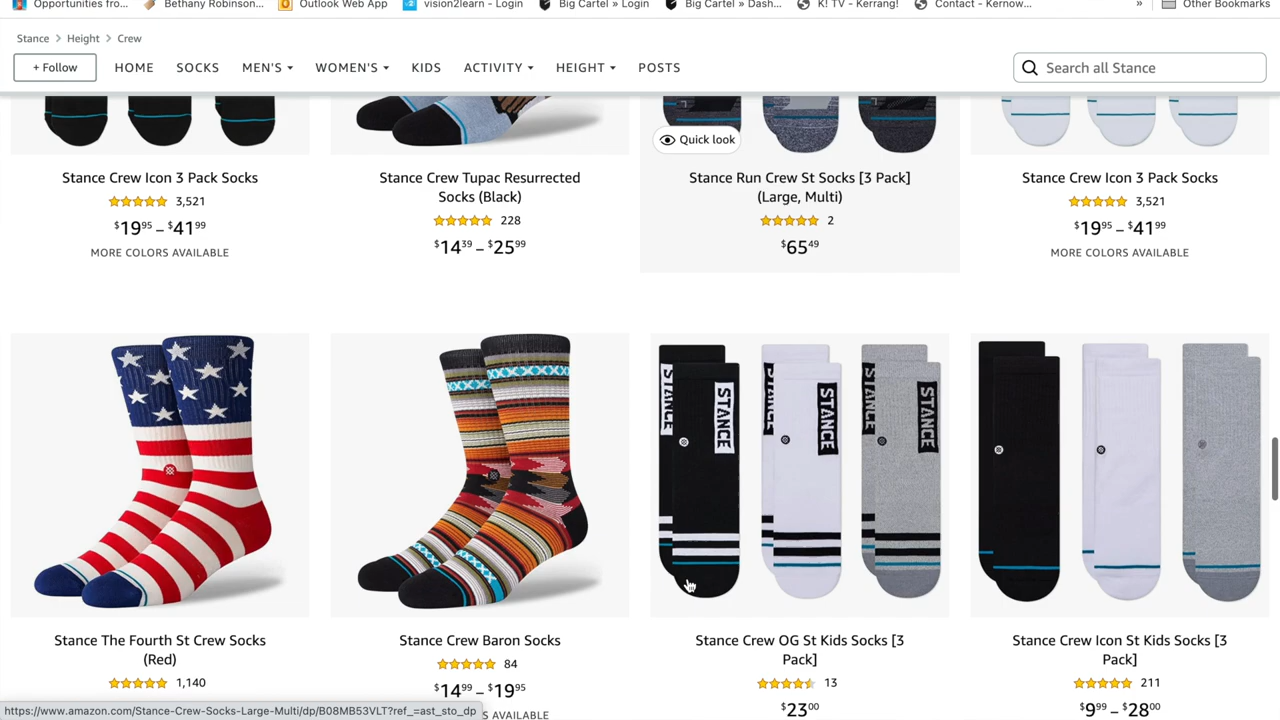 Opportunities fro... Bethany Robinson... Outlook Web App vision2learn - Login Big Cartel » Login Big Cartel » Dash... K! TV - Kerrang! Contact - Kernow... » Other Bookmarks
Stance > Height > Crew
+ Follow HOME SOCKS MEN'S WOMEN'S KIDS ACTIVITY HEIGHT POSTS Search all Stance
Quick look
Stance Crew Icon 3 Pack Socks
3,521
$19.95 – $41.99
MORE COLORS AVAILABLE
Stance Crew Tupac Resurrected
Socks (Black)
228
$14.39 – $25.99
Stance Run Crew St Socks [3 Pack]
(Large, Multi)
2
$65.49
Stance Crew Icon 3 Pack Socks
3,521
$19.95 – $41.99
MORE COLORS AVAILABLE
STANCE STANCE STANCE STANCE STANCE STANCE
Stance The Fourth St Crew Socks
(Red)
1,140
Stance Crew Baron Socks
84
$14.99 – $19.95
S AVAILABLE
Stance Crew OG St Kids Socks [3
Pack]
13
$23.00
Stance Crew Icon St Kids Socks [3
Pack]
211
$9.99 – $28.00
https://www.amazon.com/Stance-Crew-Socks-Large-Multi/dp/B08MB53VLT?ref_=ast_sto_dp